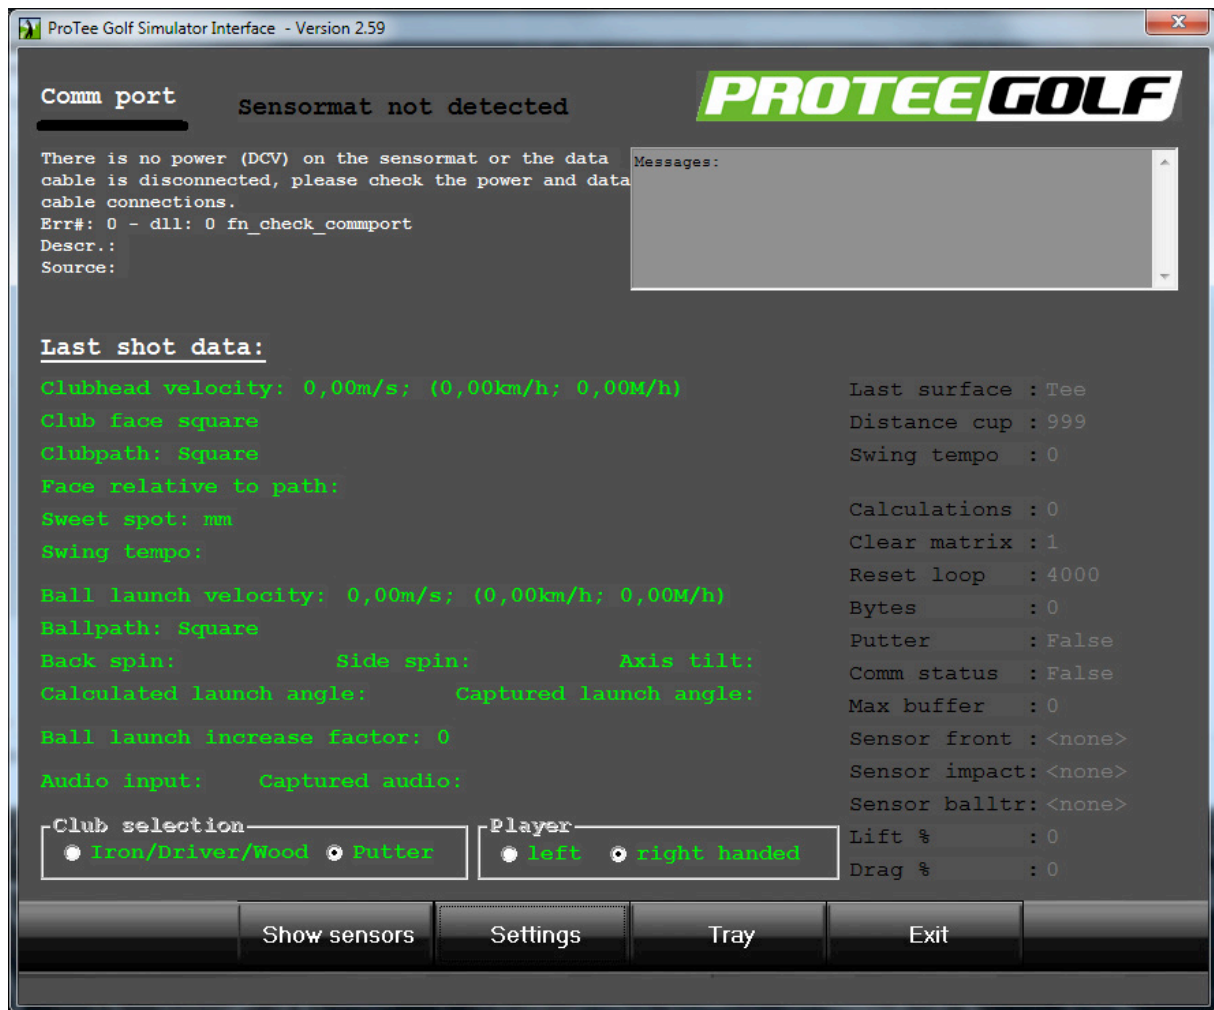 ProTee Golf Simulator Interface - Version 2.59
Comm port
Sensormat not detected
PROTEE GOLF
There is no power (DCV) on the sensormat or the data
cable is disconnected, please check the power and data
cable connections.
Err#: 0 - dll: 0 fn_check_commport
Descr.:
Source:
Messages:
Last shot data:
Clubhead velocity: 0,00m/s; (0,00km/h; 0,00M/h)
Club face square
Clubpath: Square
Face relative to path:
Sweet spot: mm
Swing tempo:
Ball launch velocity: 0,00m/s; (0,00km/h; 0,00M/h)
Ballpath: Square
Back spin: Side spin: Axis tilt:
Calculated launch angle: Captured launch angle:
Ball launch increase factor: 0
Audio input: Captured audio:
Club selection
Iron/Driver/Wood Putter
Player
left right handed
Last surface : Tee
Distance cup : 999
Swing tempo : 0
Calculations : 0
Clear matrix : 1
Reset loop : 4000
Bytes : 0
Putter : False
Comm status : False
Max buffer : 0
Sensor front : <none>
Sensor impact: <none>
Sensor balltr: <none>
Lift % : 0
Drag % : 0
Show sensors Settings Tray Exit